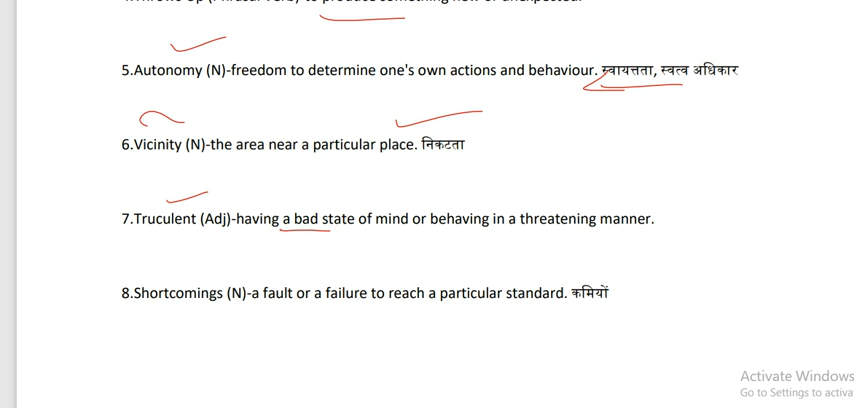 5.Autonomy (N)-freedom to determine one's own actions and behaviour. स्वायत्तता, स्वत्व अधिकार
6.Vicinity (N)-the area near a particular place. निकटता
7.Truculent (Adj)-having a bad state of mind or behaving in a threatening manner.
8.Shortcomings (N)-a fault or a failure to reach a particular standard. कमियों
Activate Windows
Go to Settings to activa